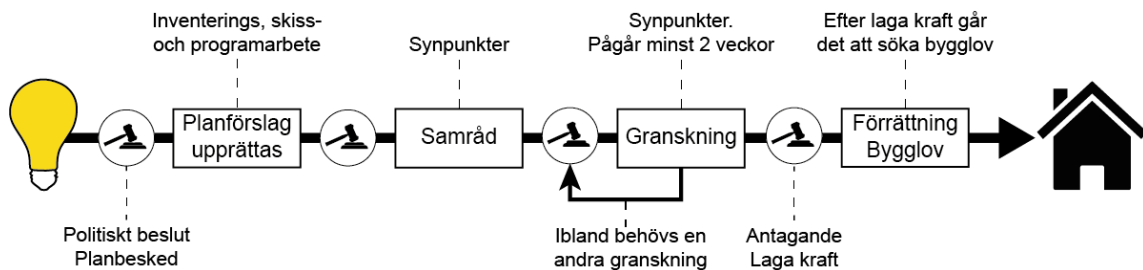 Inventerings, skiss-
och programarbete
Synpunkter
Synpunkter.
Pågår minst 2 veckor
Efter laga kraft går
det att söka bygglov
Planförslag
upprättas
Samråd
Granskning
Förrättning
Bygglov
Politiskt beslut
Planbesked
Ibland behövs en
andra granskning
Antagande
Laga kraft